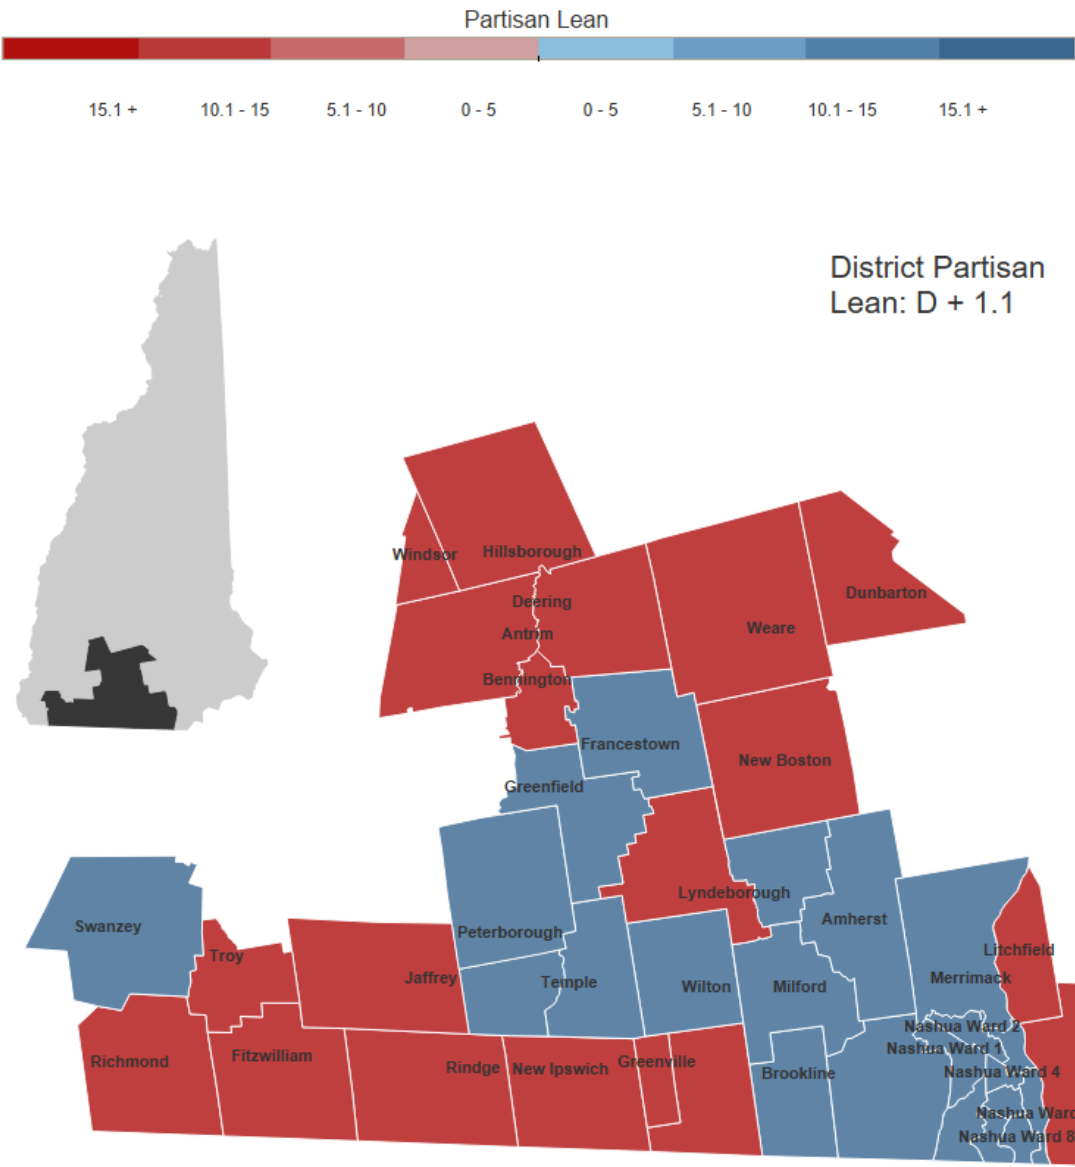 Partisan Lean
15.1 + 10.1 - 15 5.1 - 10 0 - 5 0 - 5 5.1 - 10 10.1 - 15 15.1 +
District Partisan
Lean: D + 1.1
Windsor
Hillsborough
Deering
Dunbarton
Antrim
Weare
Bennington
Francestown
New Boston
Greenfield
Lyndeborough
Swanzey
Amherst
Peterborough
Troy
Litchfield
Jaffrey
Temple
Wilton
Milford
Merrimack
Nashua Ward 2
Nashua Ward 1
Richmond
Fitzwilliam
Rindge
New Ipswich
Greenville
Brookline
Nashua Ward 4
Nashua Ward
Nashua Ward 8